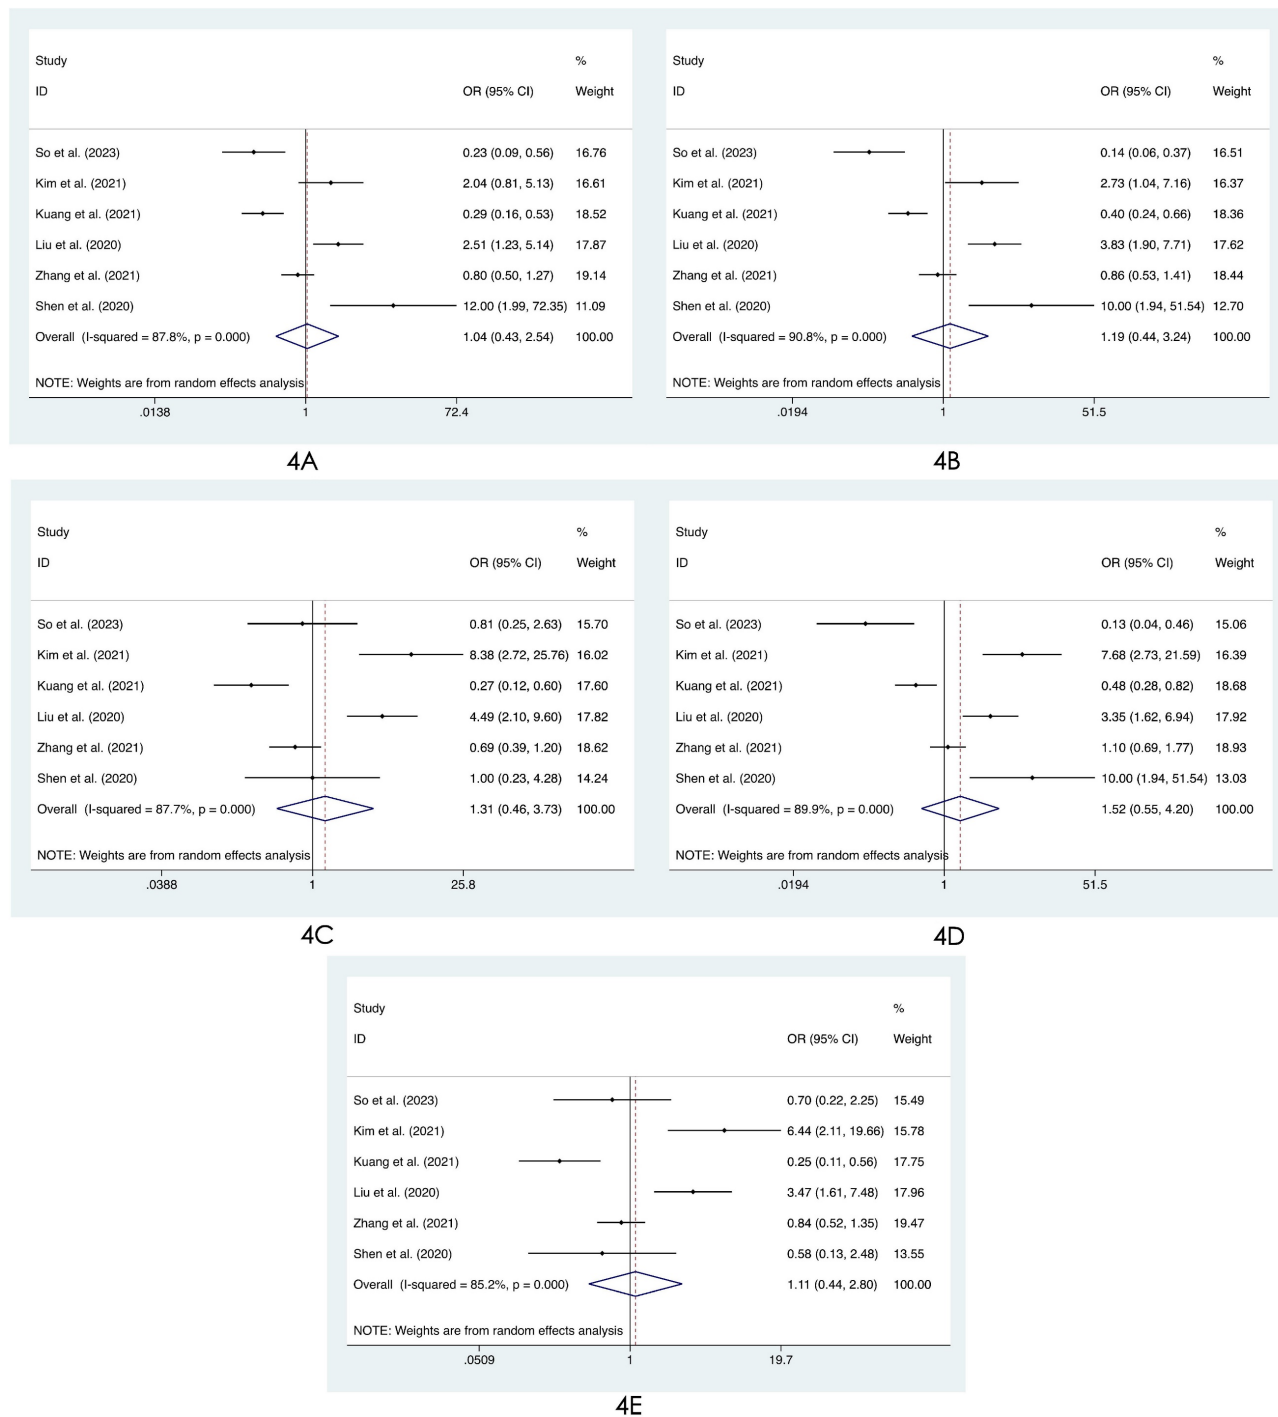 Study %
ID OR (95% CI) Weight
So et al. (2023) 0.23 (0.09, 0.56) 16.76
Kim et al. (2021) 2.04 (0.81, 5.13) 16.61
Kuang et al. (2021) 0.29 (0.16, 0.53) 18.52
Liu et al. (2020) 2.51 (1.23, 5.14) 17.87
Zhang et al. (2021) 0.80 (0.50, 1.27) 19.14
Shen et al. (2020) 12.00 (1.99, 72.35) 11.09
Overall (I-squared = 87.8%, p = 0.000) 1.04 (0.43, 2.54) 100.00
NOTE: Weights are from random effects analysis
.0138 1 72.4
4A
Study %
ID OR (95% CI) Weight
So et al. (2023) 0.14 (0.06, 0.37) 16.51
Kim et al. (2021) 2.73 (1.04, 7.16) 16.37
Kuang et al. (2021) 0.40 (0.24, 0.66) 18.36
Liu et al. (2020) 3.83 (1.90, 7.71) 17.62
Zhang et al. (2021) 0.86 (0.53, 1.41) 18.44
Shen et al. (2020) 10.00 (1.94, 51.54) 12.70
Overall (I-squared = 90.8%, p = 0.000) 1.19 (0.44, 3.24) 100.00
NOTE: Weights are from random effects analysis
.0194 1 51.5
4B
Study %
ID OR (95% CI) Weight
So et al. (2023) 0.81 (0.25, 2.63) 15.70
Kim et al. (2021) 8.38 (2.72, 25.76) 16.02
Kuang et al. (2021) 0.27 (0.12, 0.60) 17.60
Liu et al. (2020) 4.49 (2.10, 9.60) 17.82
Zhang et al. (2021) 0.69 (0.39, 1.20) 18.62
Shen et al. (2020) 1.00 (0.23, 4.28) 14.24
Overall (I-squared = 87.7%, p = 0.000) 1.31 (0.46, 3.73) 100.00
NOTE: Weights are from random effects analysis
.0388 1 25.8
4C
Study %
ID OR (95% CI) Weight
So et al. (2023) 0.13 (0.04, 0.46) 15.06
Kim et al. (2021) 7.68 (2.73, 21.59) 16.39
Kuang et al. (2021) 0.48 (0.28, 0.82) 18.68
Liu et al. (2020) 3.35 (1.62, 6.94) 17.92
Zhang et al. (2021) 1.10 (0.69, 1.77) 18.93
Shen et al. (2020) 10.00 (1.94, 51.54) 13.03
Overall (I-squared = 89.9%, p = 0.000) 1.52 (0.55, 4.20) 100.00
NOTE: Weights are from random effects analysis
.0194 1 51.5
4D
Study %
ID OR (95% CI) Weight
So et al. (2023) 0.70 (0.22, 2.25) 15.49
Kim et al. (2021) 6.44 (2.11, 19.66) 15.78
Kuang et al. (2021) 0.25 (0.11, 0.56) 17.75
Liu et al. (2020) 3.47 (1.61, 7.48) 17.96
Zhang et al. (2021) 0.84 (0.52, 1.35) 19.47
Shen et al. (2020) 0.58 (0.13, 2.48) 13.55
Overall (I-squared = 85.2%, p = 0.000) 1.11 (0.44, 2.80) 100.00
NOTE: Weights are from random effects analysis
.0509 1 19.7
4E